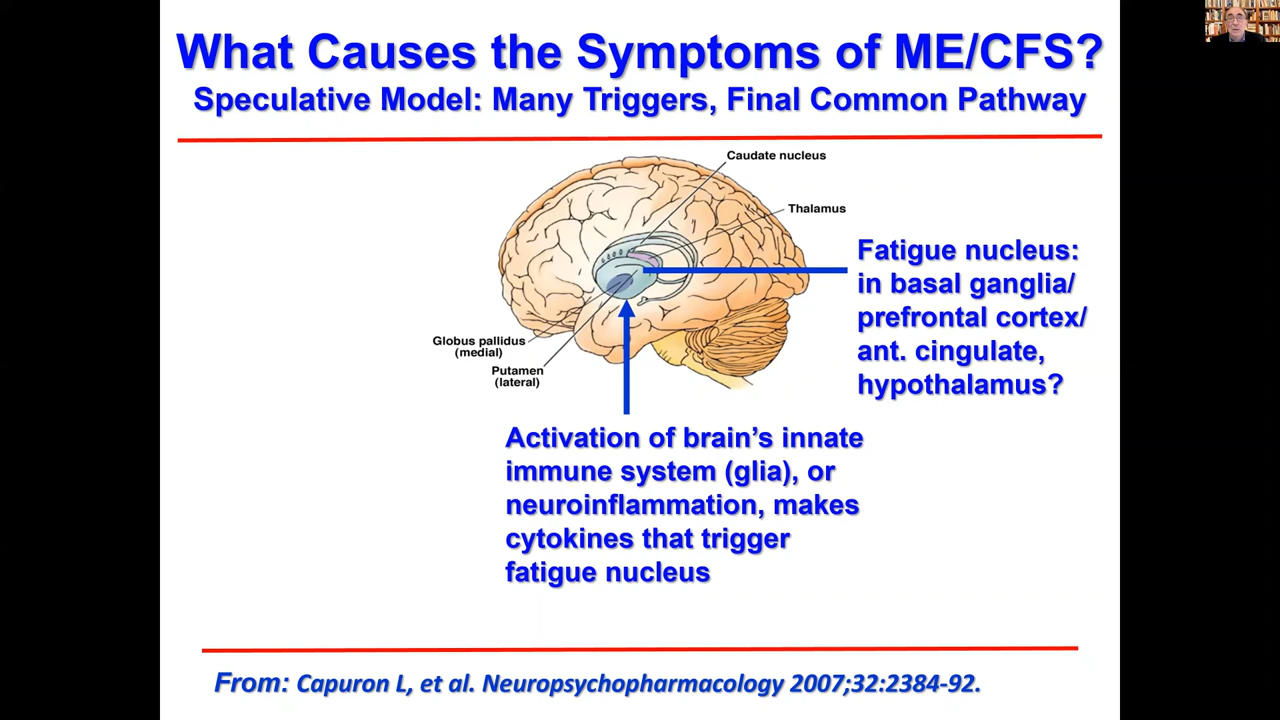 What Causes the Symptoms of ME/CFS?
Speculative Model: Many Triggers, Final Common Pathway
Caudate nucleus
Thalamus
Fatigue nucleus:
in basal ganglia/
prefrontal cortex/
ant. cingulate,
hypothalamus?
Globus pallidus
(medial)
Putamen
(lateral)
Activation of brain's innate
immune system (glia), or
neuroinflammation, makes
cytokines that trigger
fatigue nucleus
From: Capuron L, et al. Neuropsychopharmacology 2007;32:2384-92.